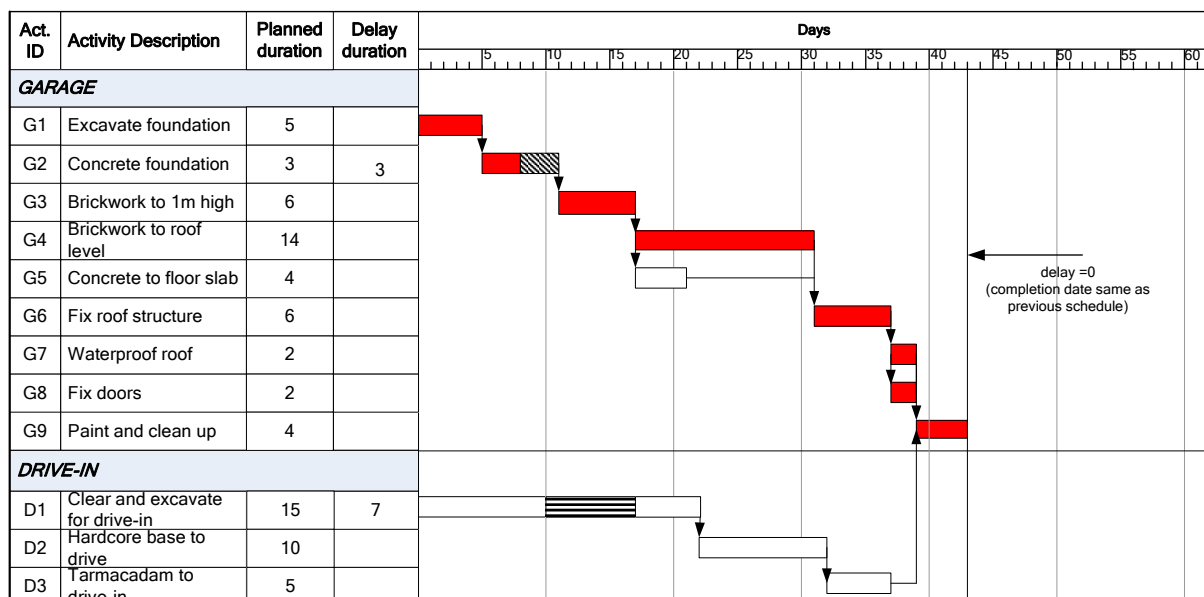 Act. ID Activity Description Planned duration Delay duration Days
5 10 15 20 25 30 35 40 45 50 55 60
GARAGE
G1 Excavate foundation 5
G2 Concrete foundation 3 3
G3 Brickwork to 1m high 6
G4 Brickwork to roof level 14
G5 Concrete to floor slab 4
G6 Fix roof structure 6
G7 Waterproof roof 2
G8 Fix doors 2
G9 Paint and clean up 4
delay =0
(completion date same as
previous schedule)
DRIVE-IN
D1 Clear and excavate for drive-in 15 7
D2 Hardcore base to drive 10
D3 Tarmacadam to drive-in 5